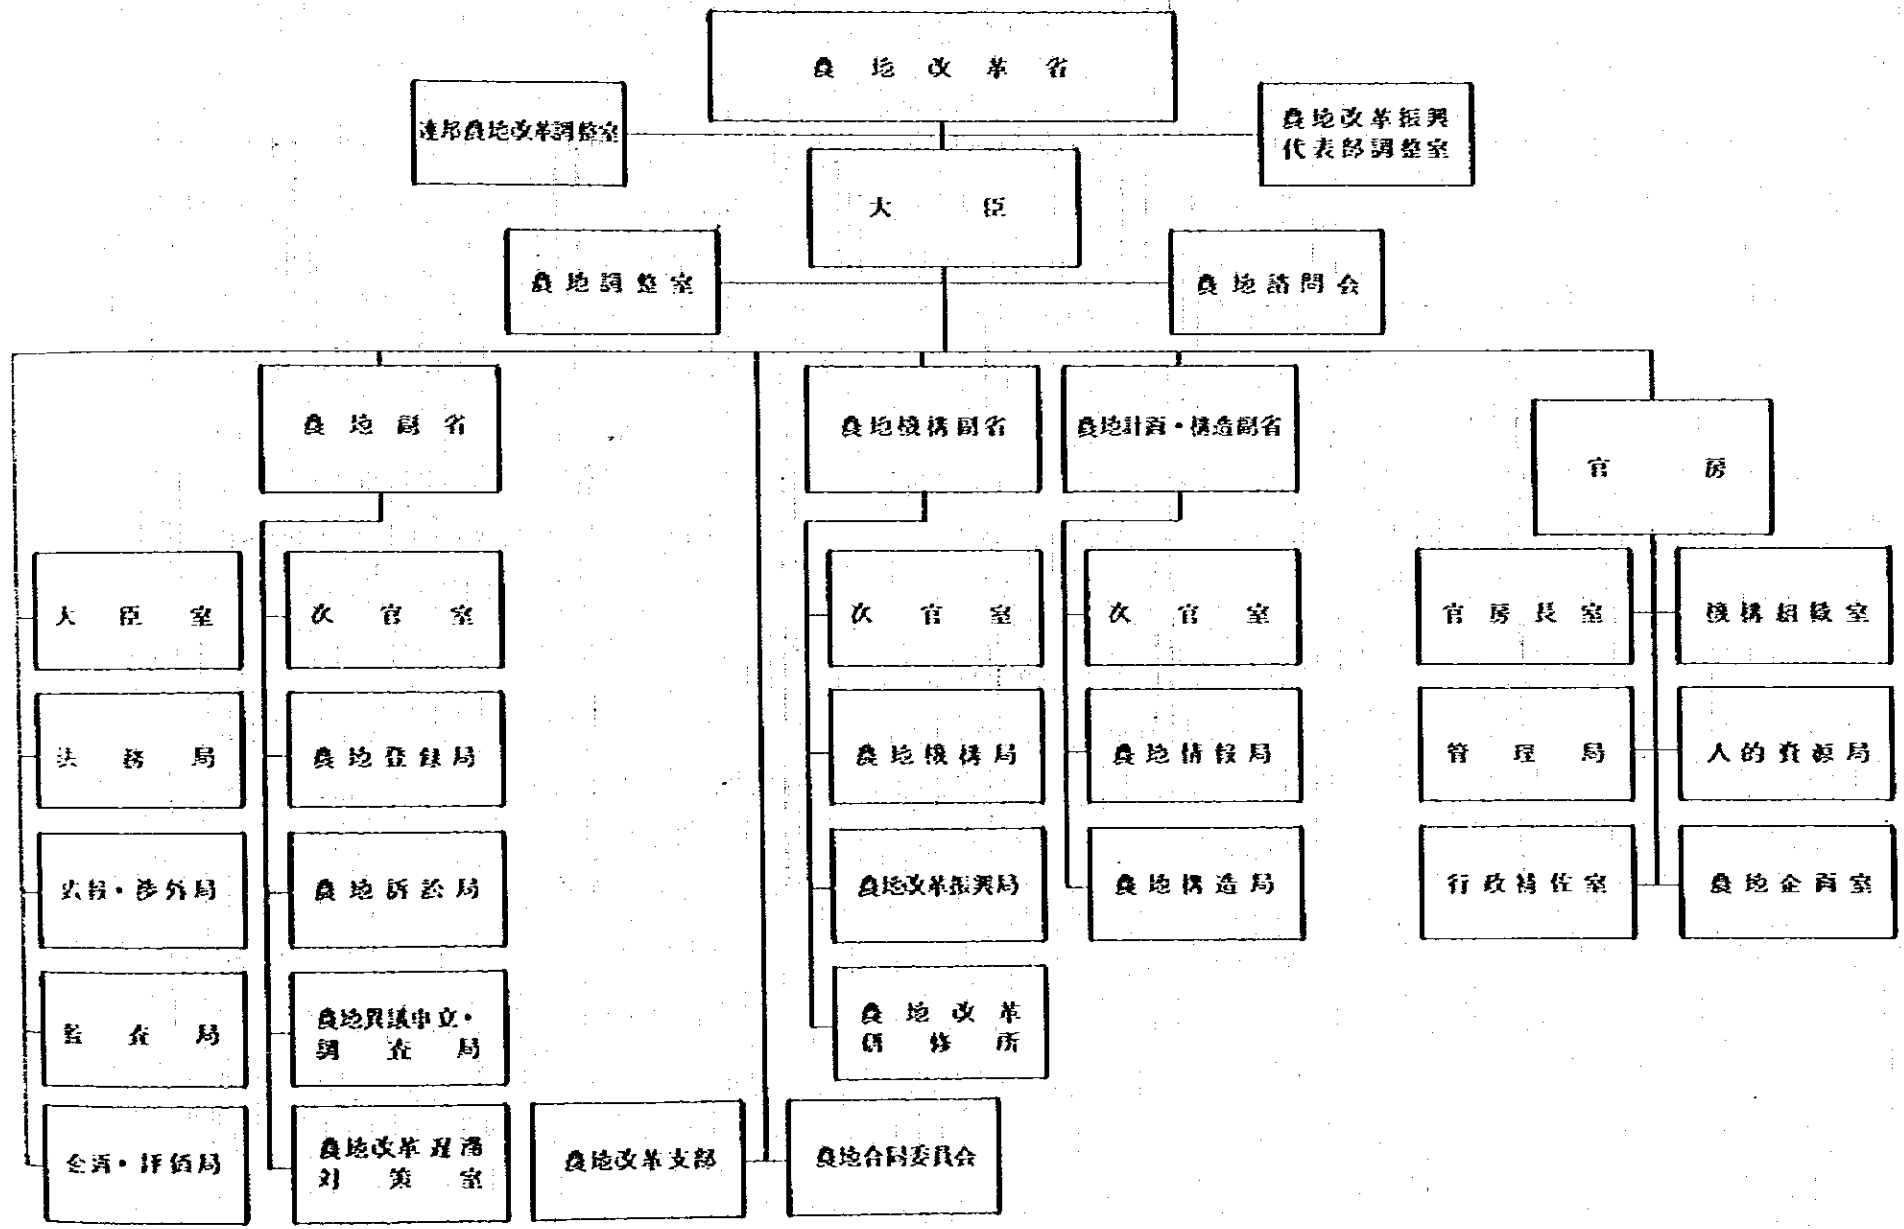 農地改革省
連邦農地改革調整室
農地改革振興
代表部調整室
大臣
農地調整室
農地諮問会
農地副省
農地機構副省
農地計画・構造副省
官房
大臣室
次官室
次官室
次官室
官房長室
機構組織室
法務局
農地登録局
農地機構局
農地情報局
管理局
人的資源局
広報・渉外局
農地訴訟局
農地改革振興局
農地構造局
行政補佐室
農地企画室
監査局
農地異議申立・
調査局
農地改革
研修所
企画・評価局
農地改革遅滞
対策室
農地改革支部
農地合同委員会